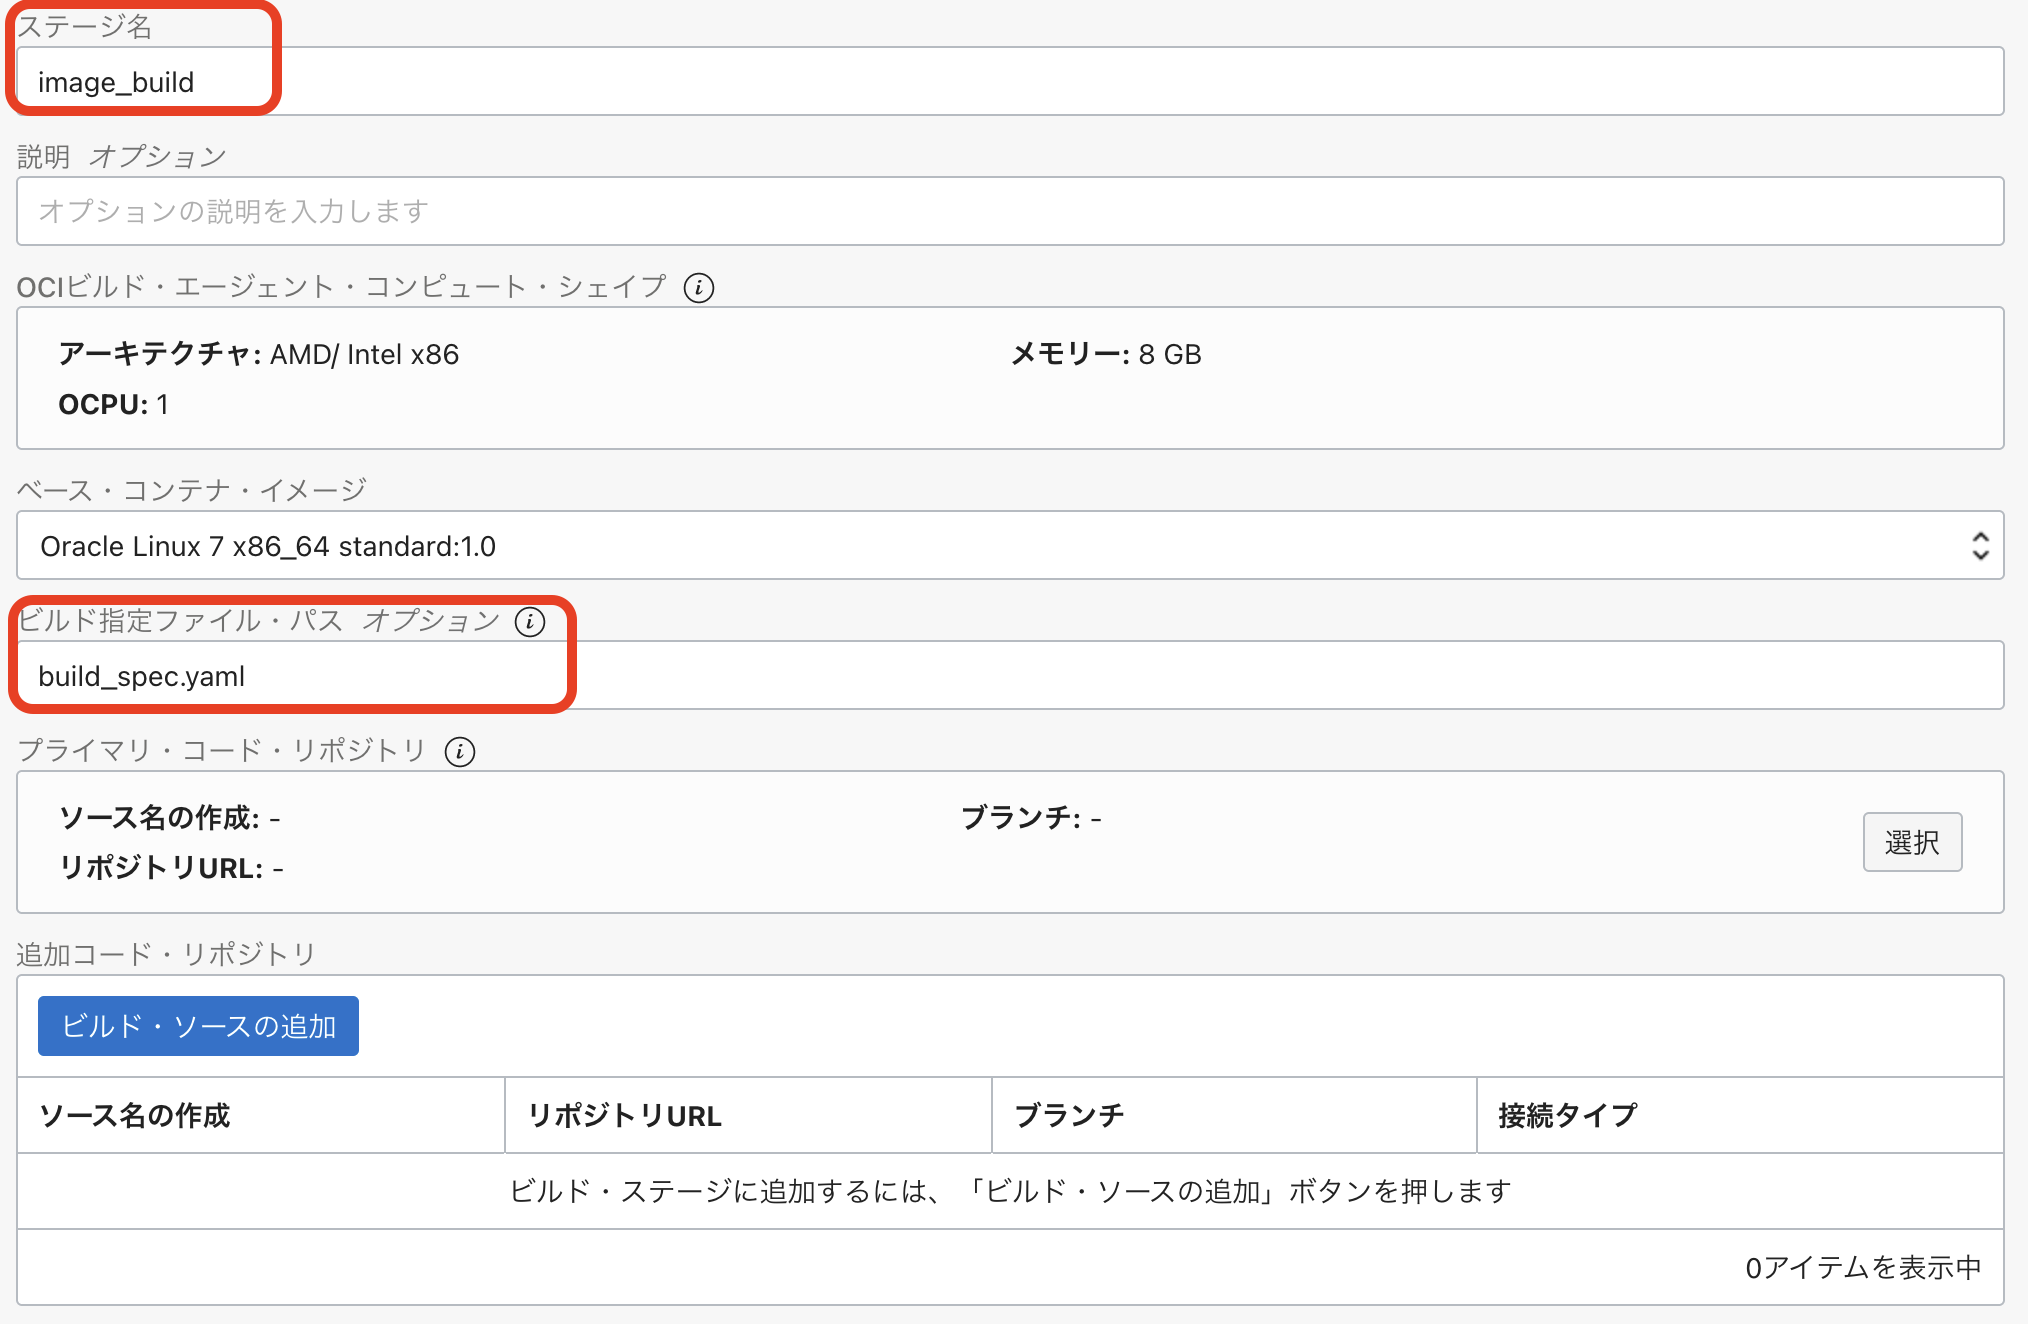 ステージ名
image_build
説明 オプション
オプションの説明を入力します
OCIビルド・エージェント・コンピュート・シェイプ i
アーキテクチャ: AMD/ Intel x86 メモリー: 8 GB
OCPU: 1
ベース・コンテナ・イメージ
Oracle Linux 7 x86_64 standard:1.0
ビルド指定ファイル・パス オプション i
build_spec.yaml
プライマリ・コード・リポジトリ i
ソース名の作成: - ブランチ: -
リポジトリURL: -
選択
追加コード・リポジトリ
ビルド・ソースの追加
ソース名の作成 リポジトリURL ブランチ 接続タイプ
ビルド・ステージに追加するには、「ビルド・ソースの追加」ボタンを押します
0アイテムを表示中